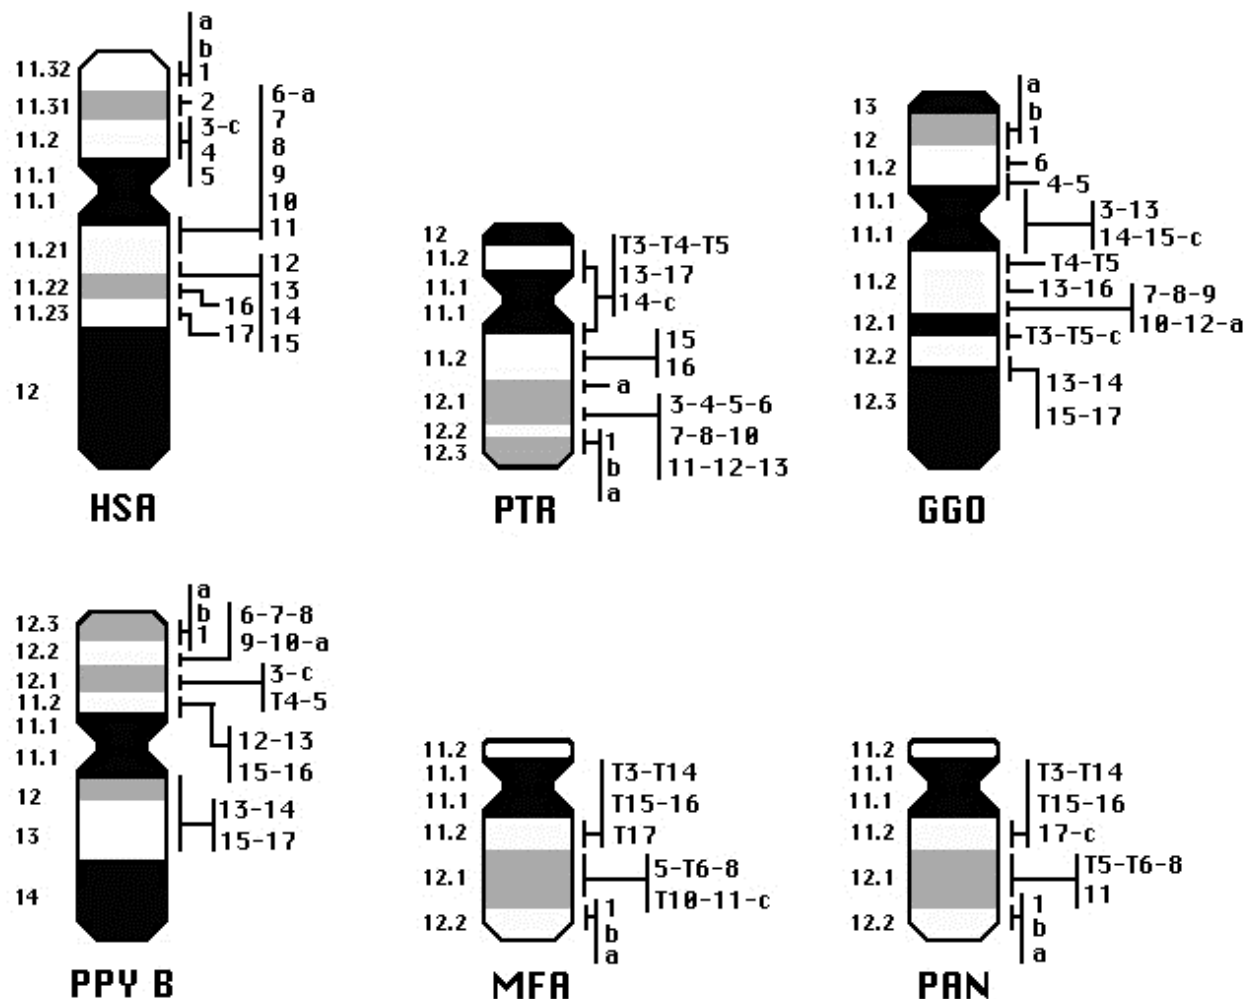 a
b
1
11.32
11.31
11.2
11.1
11.1
11.21
11.22
11.23
12
2
3-c
4
5
6-a
7
8
9
10
11
12
13
14
15
16
17
HSA
12
11.2
11.1
11.1
11.2
12.1
12.2
12.3
T3-T4-T5
13-17
14-c
15
16
a
3-4-5-6
7-8-10
11-12-13
1
b
a
PTR
13
12
11.2
11.1
11.1
11.2
12.1
12.2
12.3
a
b
1
6
4-5
3-13
14-15-c
T4-T5
13-16
7-8-9
10-12-a
T3-T5-c
13-14
15-17
GGO
12.3
12.2
12.1
11.2
11.1
11.1
12
13
14
a
b
1
6-7-8
9-10-a
3-c
T4-5
12-13
15-16
13-14
15-17
PPY B
11.2
11.1
11.1
11.2
12.1
12.2
T3-T14
T15-16
T17
5-T6-8
T10-11-c
1
b
a
MFA
11.2
11.1
11.1
11.2
12.1
12.2
T3-T14
T15-16
17-c
T5-T6-8
11
1
b
a
PAN